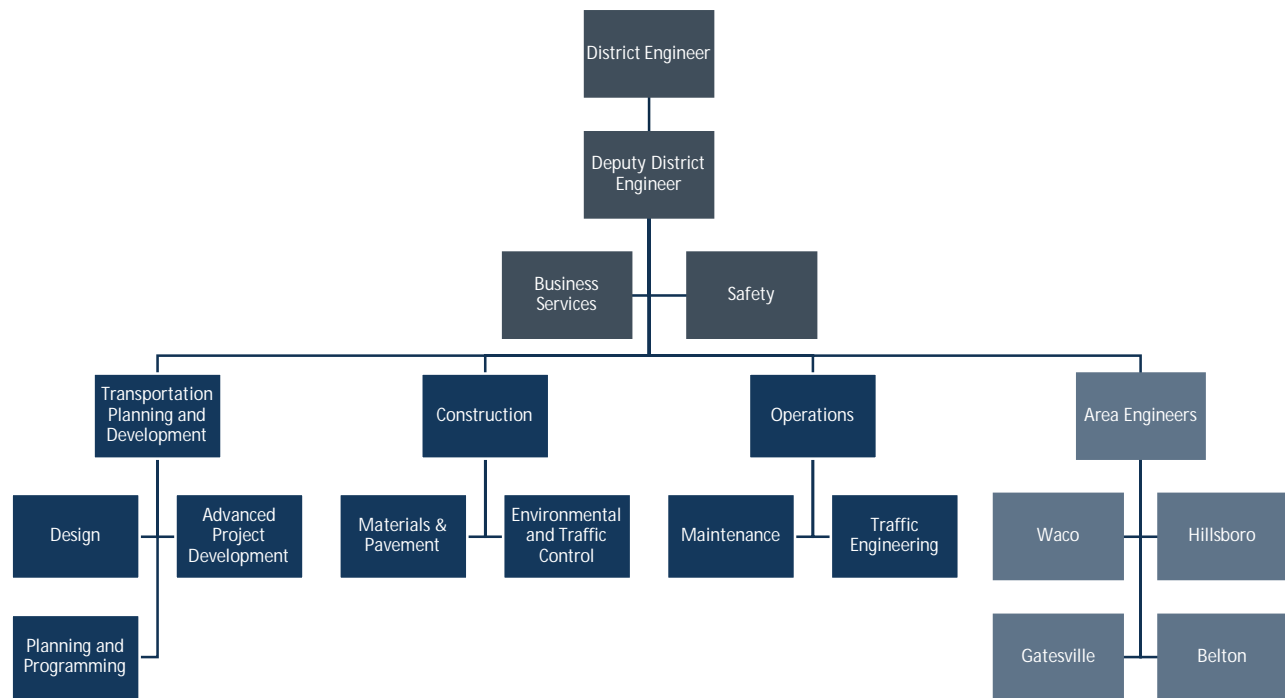 District Engineer
Deputy District
Engineer
Business
Services
Safety
Transportation
Planning and
Development
Construction
Operations
Area Engineers
Design
Advanced
Project
Development
Materials &
Pavement
Environmental
and Traffic
Control
Maintenance
Traffic
Engineering
Waco
Hillsboro
Planning and
Programming
Gatesville
Belton